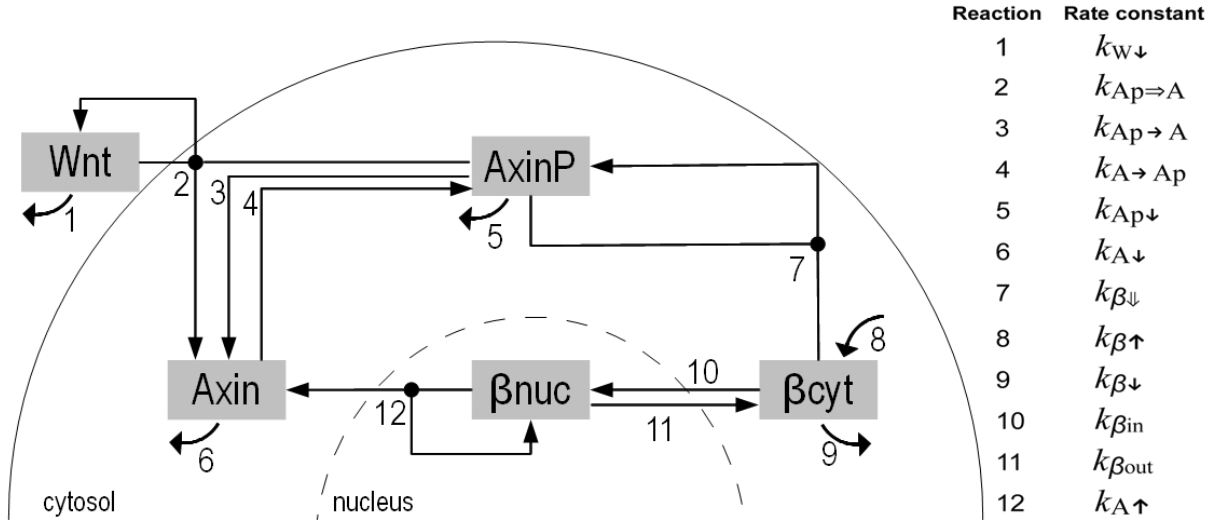 Reaction Rate constant
1 kW↓
2 kAp⇒A
3 kAp→A
4 kA→Ap
5 kAp↓
6 kA↓
7 kβ⇓
8 kβ↑
9 kβ↓
10 kβin
11 kβout
12 kA↑
Wnt
AxinP
1
2
3
4
5
7
8
Axin
βnuc
βcyt
10
12
11
6
9
cytosol
nucleus